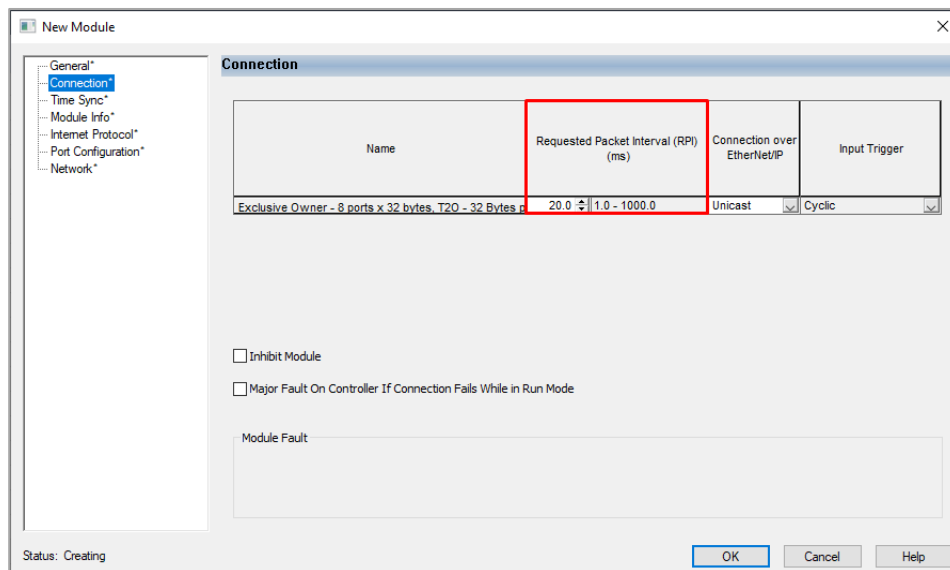 New Module
General*
Connection*
Time Sync*
Module Info*
Internet Protocol*
Port Configuration*
Network*
Connection
Name
Requested Packet Interval (RPI)
(ms)
Connection over
EtherNet/IP
Input Trigger
Exclusive Owner - 8 ports x 32 bytes, T2O - 32 Bytes p
20.0
1.0 - 1000.0
Unicast
Cyclic
Inhibit Module
Major Fault On Controller If Connection Fails While in Run Mode
Module Fault
Status: Creating
OK
Cancel
Help